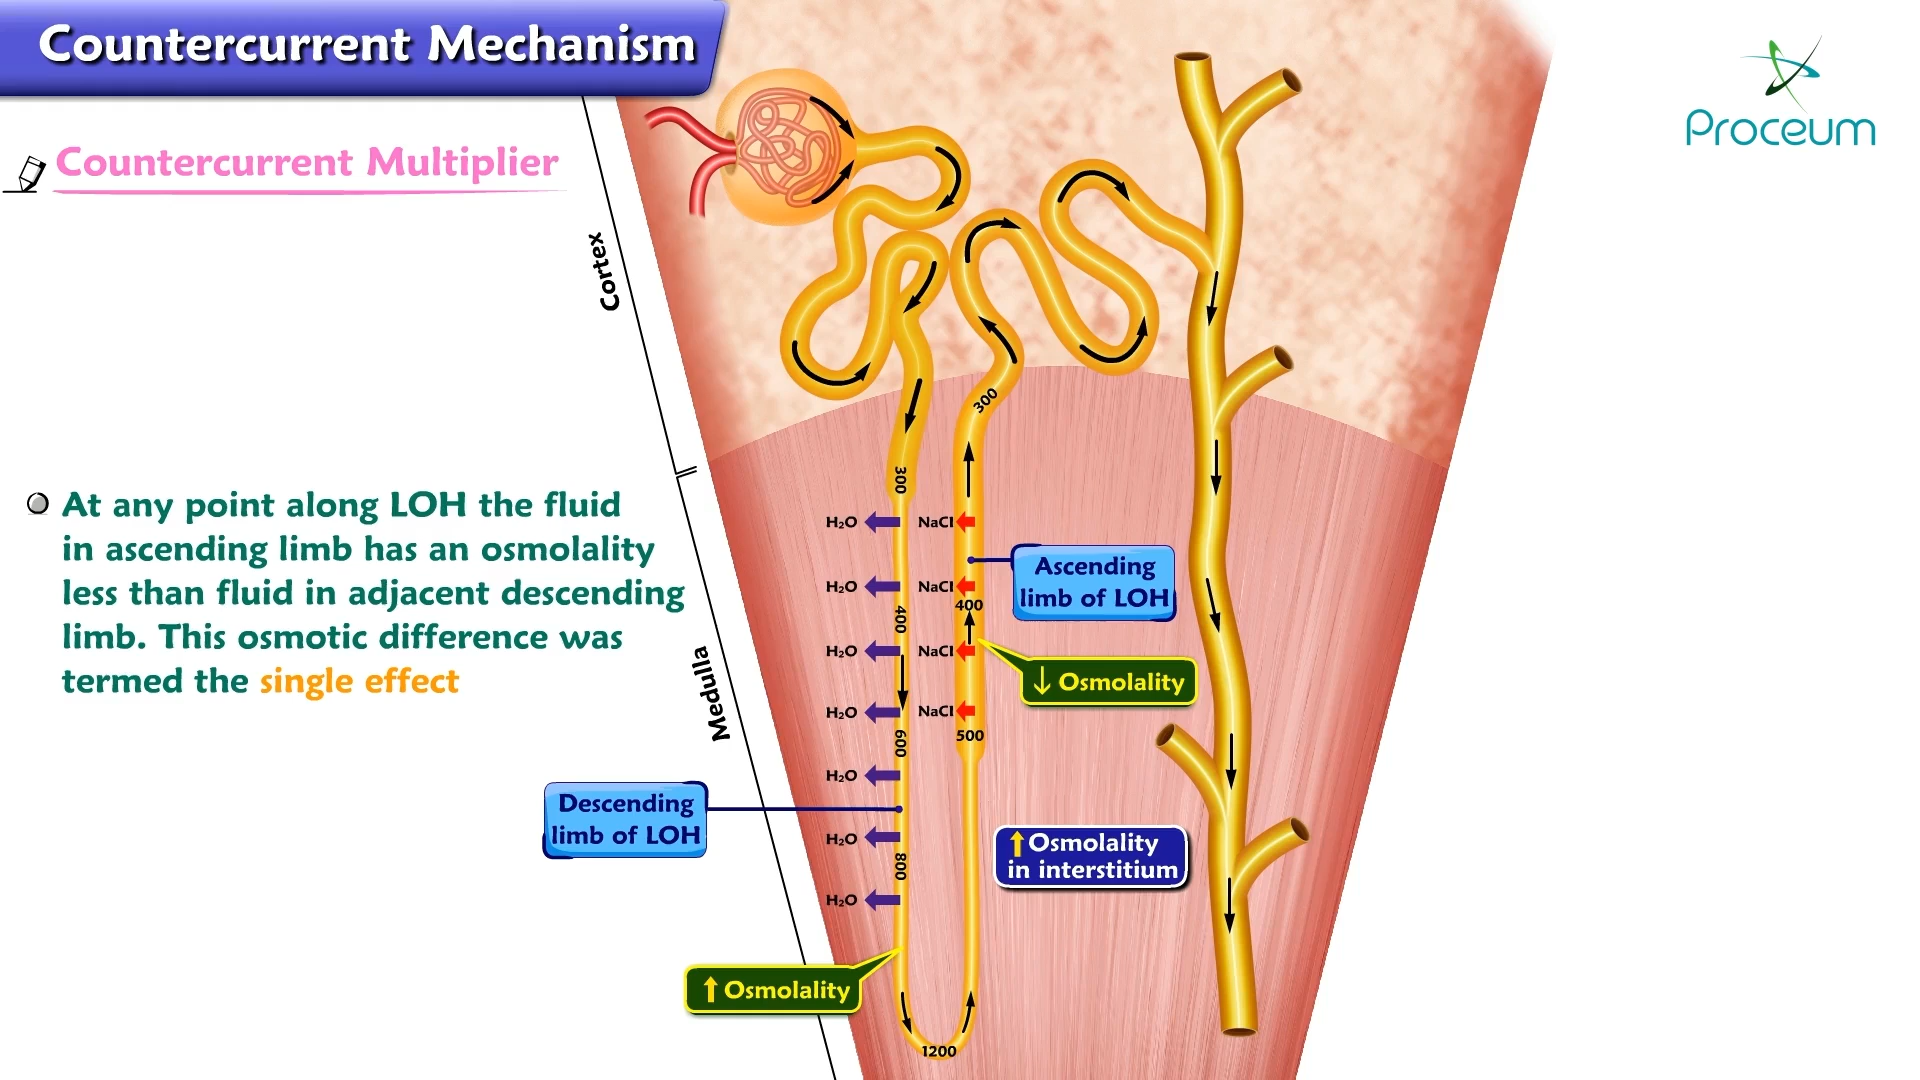 Countercurrent Mechanism
Proceum
Countercurrent Multiplier
Cortex
At any point along LOH the fluid
in ascending limb has an osmolality
less than fluid in adjacent descending
limb. This osmotic difference was
termed the single effect
Medulla
300
300
H₂O
NaCl
H₂O
NaCl
400
400
H₂O
NaCl
H₂O
NaCl
600
500
H₂O
H₂O
800
H₂O
1200
Ascending
limb of LOH
↓ Osmolality
Descending
limb of LOH
↑ Osmolality
in interstitium
↑ Osmolality